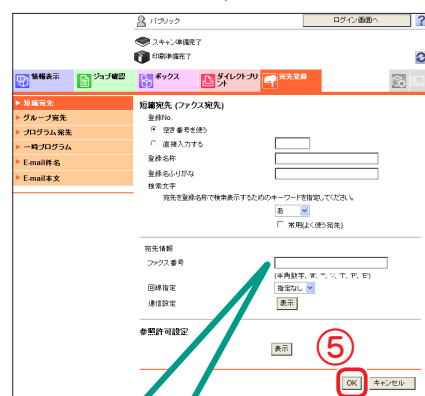 パブリック
ログイン画面へ
?
スキャン準備完了
印刷準備完了
情報表示
ジョブ確認
ボックス
ダイレクトプリント
宛先登録
短縮宛先
グループ宛先
プログラム宛先
一時プログラム
E-mail件名
E-mail本文
短縮宛先 (ファクス宛先)
登録No.
空き番号を使う
直接入力する
登録名称
登録名ふりがな
検索文字
宛先を登録名称で検索表示するためのキーワードを指定してください。
あ
常用(よく使う宛先)
宛先情報
ファクス番号
(半角数字、'#', '*', '-', 'T', 'P', 'E')
回線指定
指定なし
通信設定
表示
参照許可設定
表示
⑤
OK
キャンセル